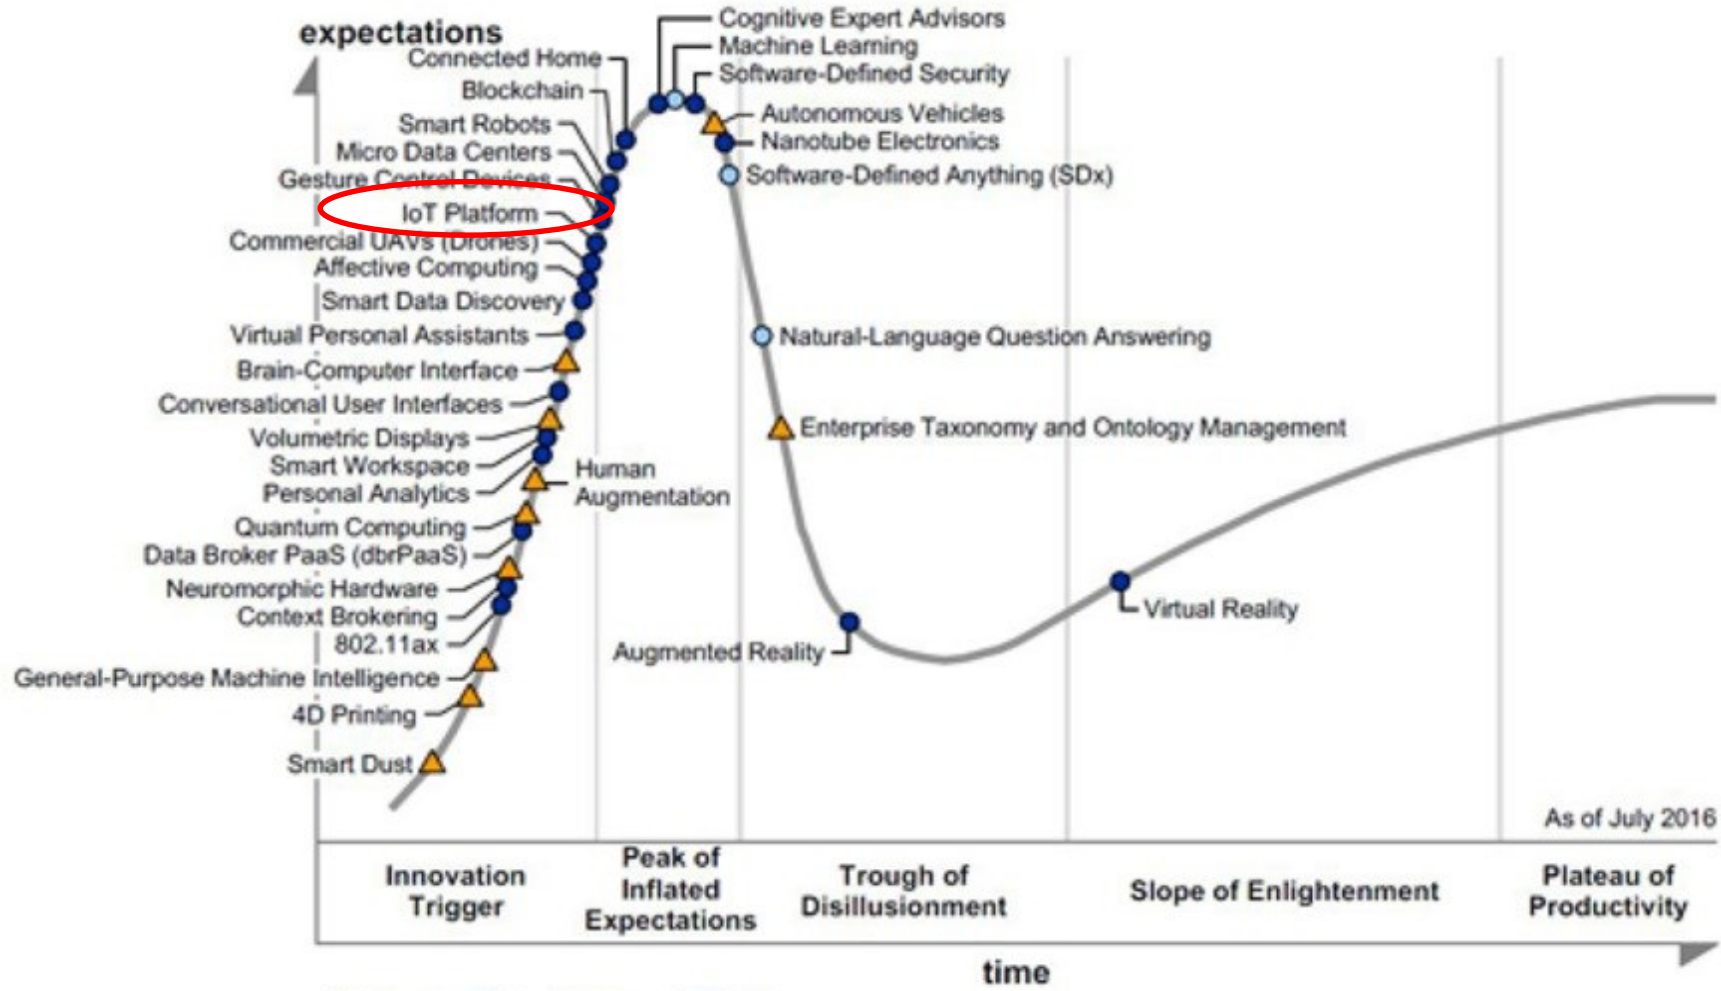 expectations
Cognitive Expert Advisors
Machine Learning
Connected Home
Software-Defined Security
Blockchain
Autonomous Vehicles
Smart Robots
Nanotube Electronics
Micro Data Centers
Software-Defined Anything (SDx)
Gesture Control Devices
IoT Platform
Commercial UAVs (Drones)
Affective Computing
Smart Data Discovery
Virtual Personal Assistants
Natural-Language Question Answering
Brain-Computer Interface
Conversational User Interfaces
Enterprise Taxonomy and Ontology Management
Volumetric Displays
Smart Workspace
Human
Augmentation
Personal Analytics
Quantum Computing
Data Broker PaaS (dbrPaaS)
Neuromorphic Hardware
Context Brokering
Virtual Reality
802.11ax
Augmented Reality
General-Purpose Machine Intelligence
4D Printing
Smart Dust
As of July 2016
Innovation
Trigger
Peak of
Inflated
Expectations
Trough of
Disillusionment
Slope of Enlightenment
Plateau of
Productivity
time